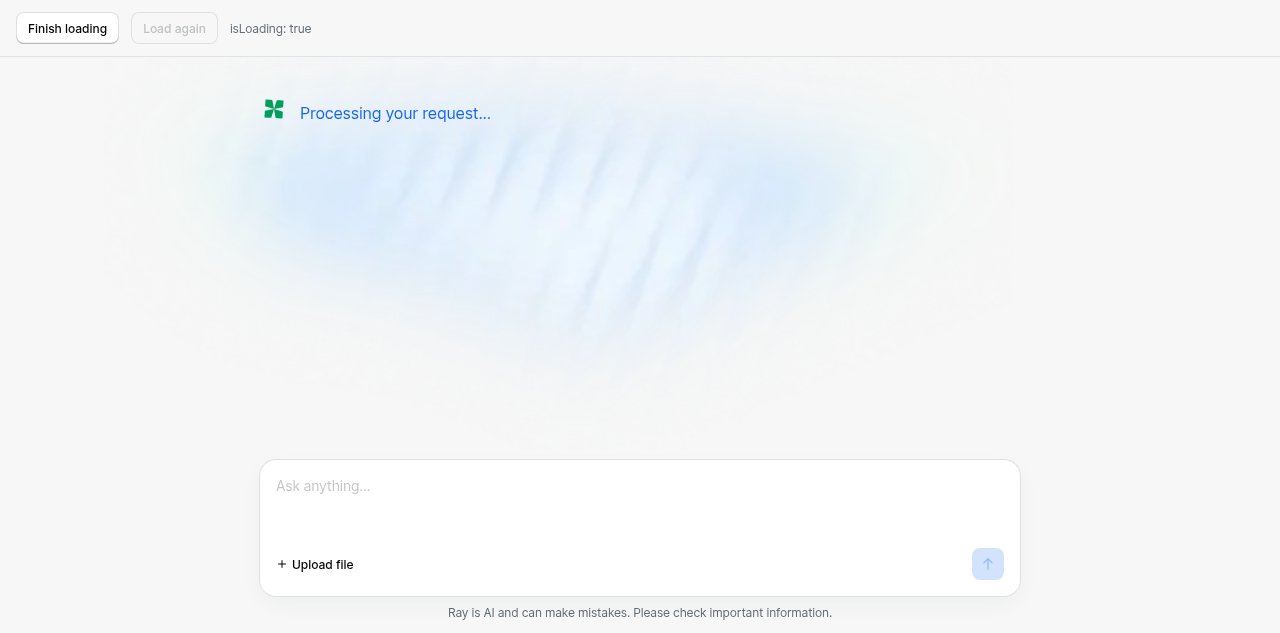 Finish loading
Load again
isLoading: true
Processing your request...
Ask anything...
+ Upload file
Ray is AI and can make mistakes. Please check important information.